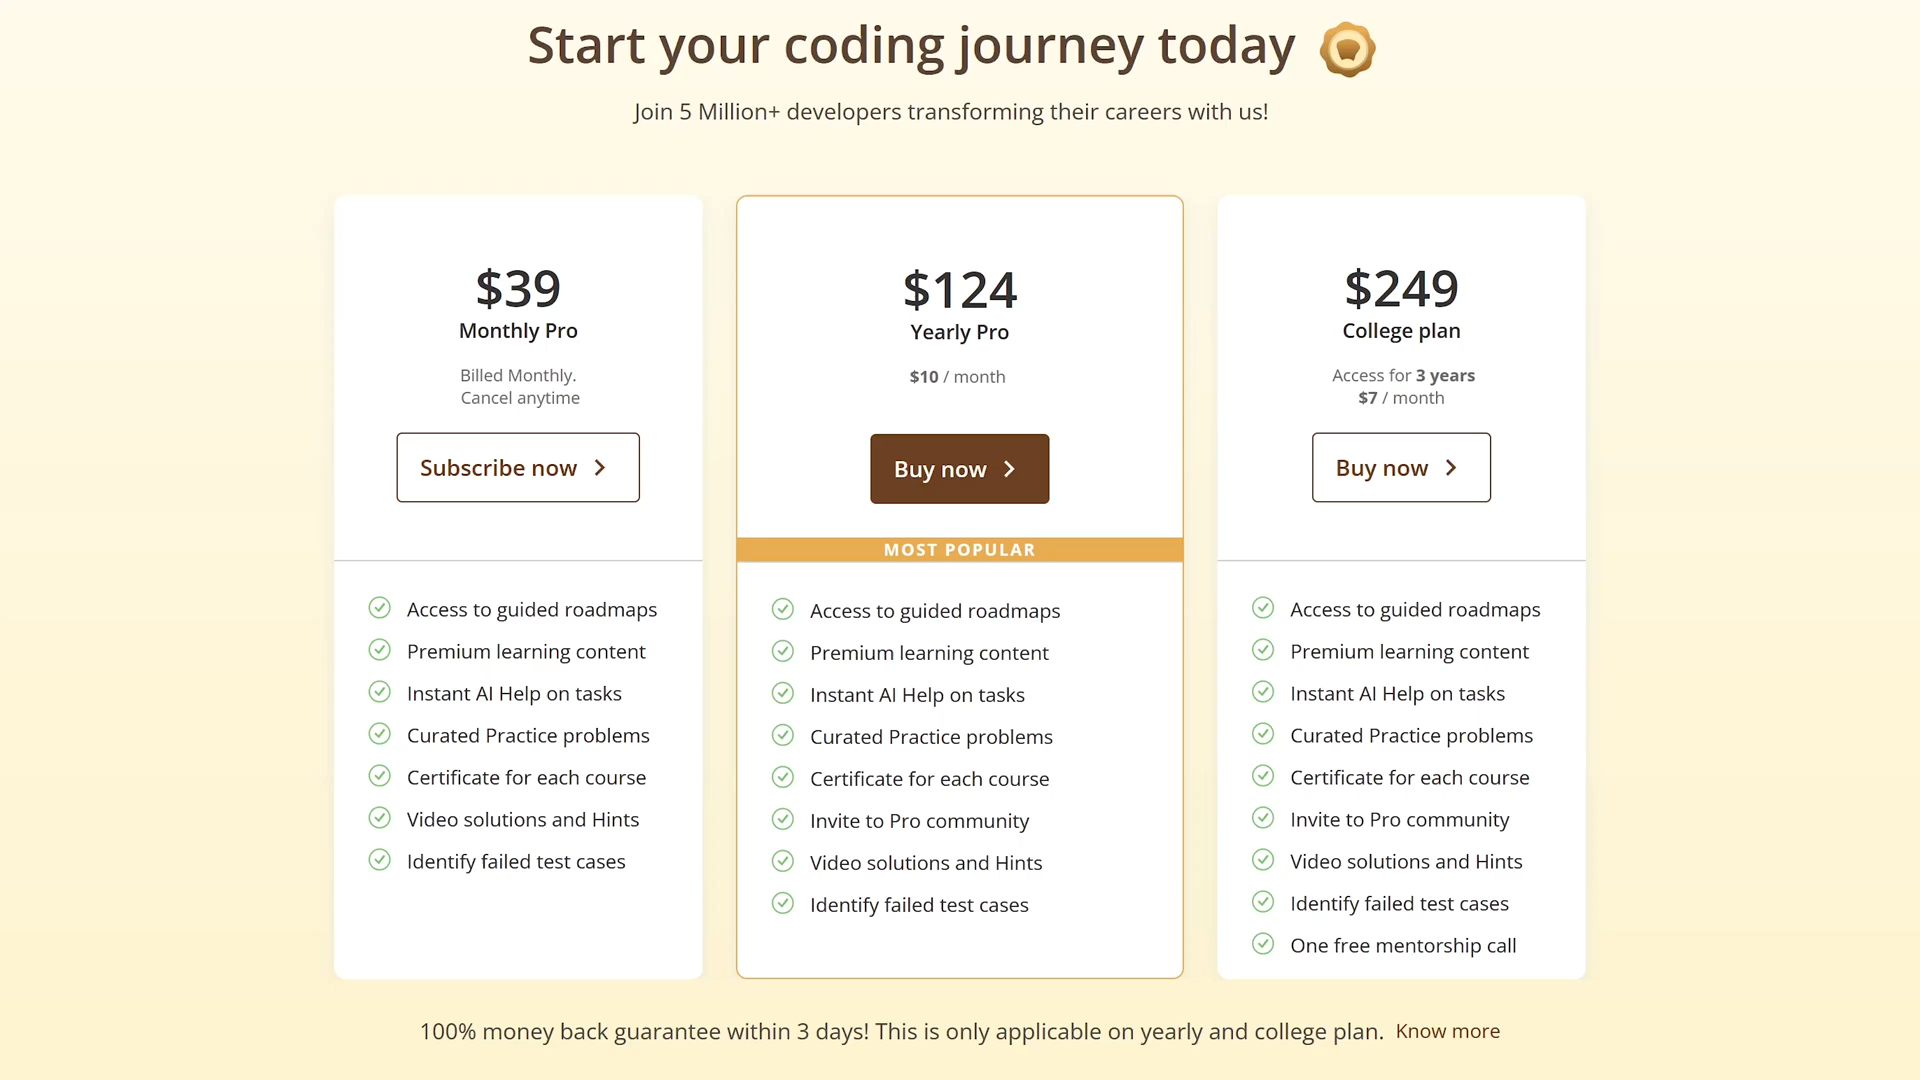 Start your coding journey today
Join 5 Million+ developers transforming their careers with us!
$39
Monthly Pro
Billed Monthly.
Cancel anytime
Subscribe now
Access to guided roadmaps
Premium learning content
Instant AI Help on tasks
Curated Practice problems
Certificate for each course
Video solutions and Hints
Identify failed test cases
$124
Yearly Pro
$10 / month
Buy now
MOST POPULAR
Access to guided roadmaps
Premium learning content
Instant AI Help on tasks
Curated Practice problems
Certificate for each course
Invite to Pro community
Video solutions and Hints
Identify failed test cases
$249
College plan
Access for 3 years
$7 / month
Buy now
Access to guided roadmaps
Premium learning content
Instant AI Help on tasks
Curated Practice problems
Certificate for each course
Invite to Pro community
Video solutions and Hints
Identify failed test cases
One free mentorship call
100% money back guarantee within 3 days! This is only applicable on yearly and college plan. Know more